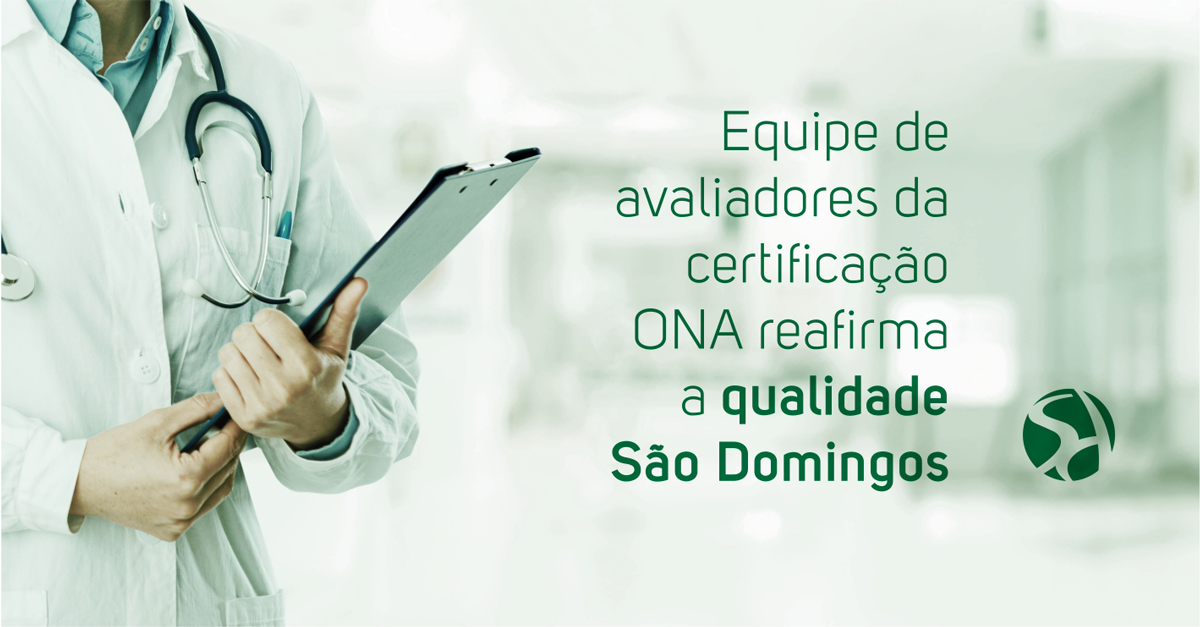 Equipe de
avaliadores da
certificação
ONA reafirma
a qualidade
São Domingos